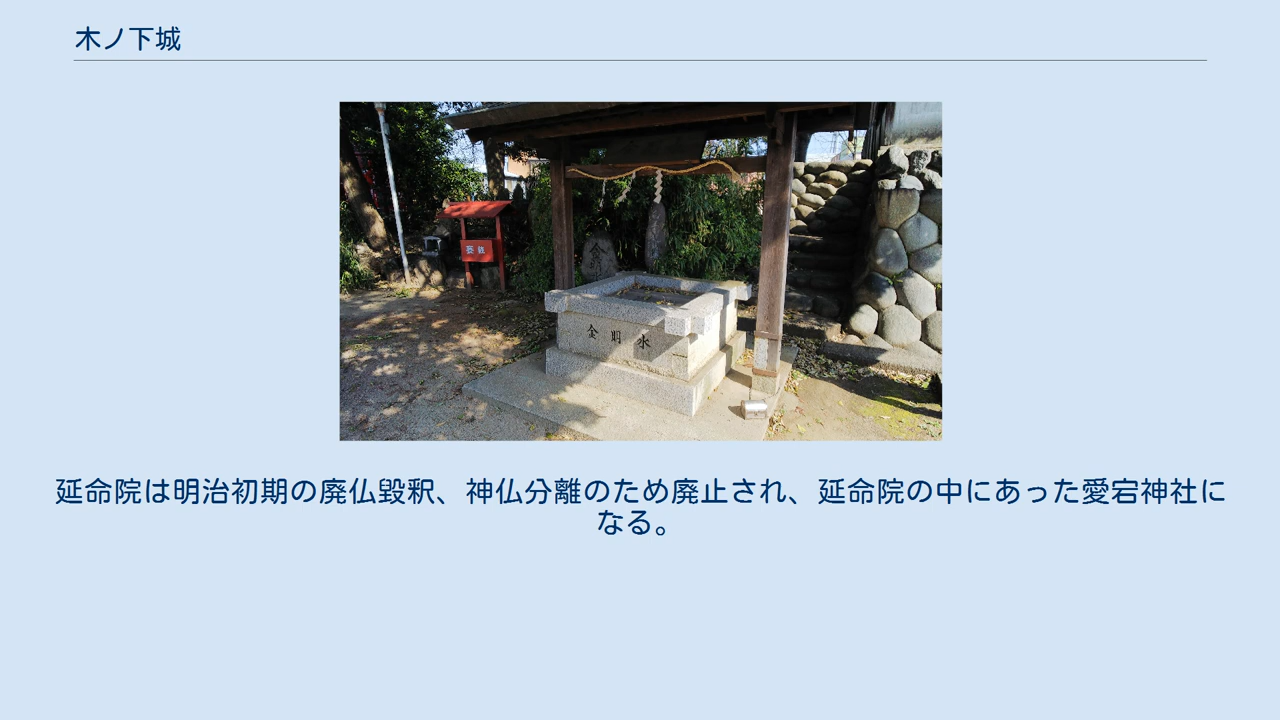 木ノ下城
金明水
延命院は明治初期の廃仏毀釈、神仏分離のため廃止され、延命院の中にあった愛宕神社に
なる。